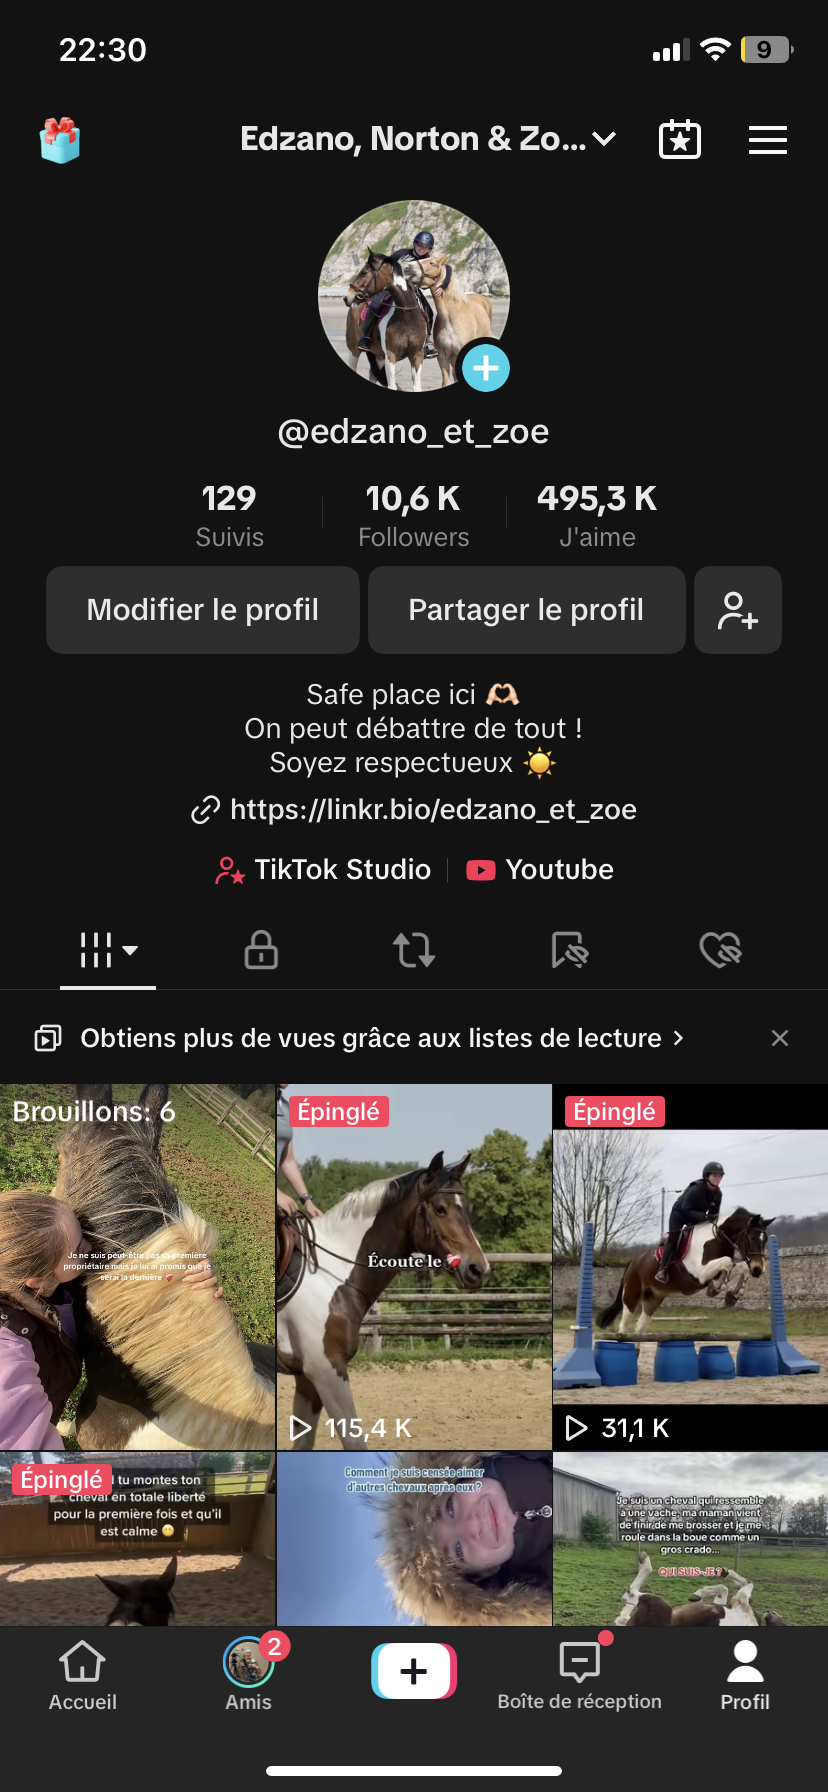 22:30
9
Edzano, Norton & Zo...
@edzano_et_zoe
129 10,6 K 495,3 K
Suivis Followers J'aime
Modifier le profil Partager le profil
Safe place ici 🫶🏻
On peut débattre de tout !
Soyez respectueux ☀️
https://linkr.bio/edzano_et_zoe
TikTok Studio Youtube
Obtiens plus de vues grâce aux listes de lecture >
Brouillons: 6
Je ne suis peut-être pas sa première
propriétaire mais je lui ai promis que je
serai la dernière
Épinglé
Écoute le
115,4 K
Épinglé
31,1 K
Épinglé
tu montes ton
cheval en totale liberté
pour la première fois et qu'il
est calme
Comment je suis censée aimer
d'autres chevaux après eux ?
Je suis un cheval qui ressemble
à une vache, ma maman vient
de finir de me brosser et je me
roule dans la boue comme un
gros crado...
QUI SUIS-JE ?
2
Accueil Amis Boîte de réception Profil